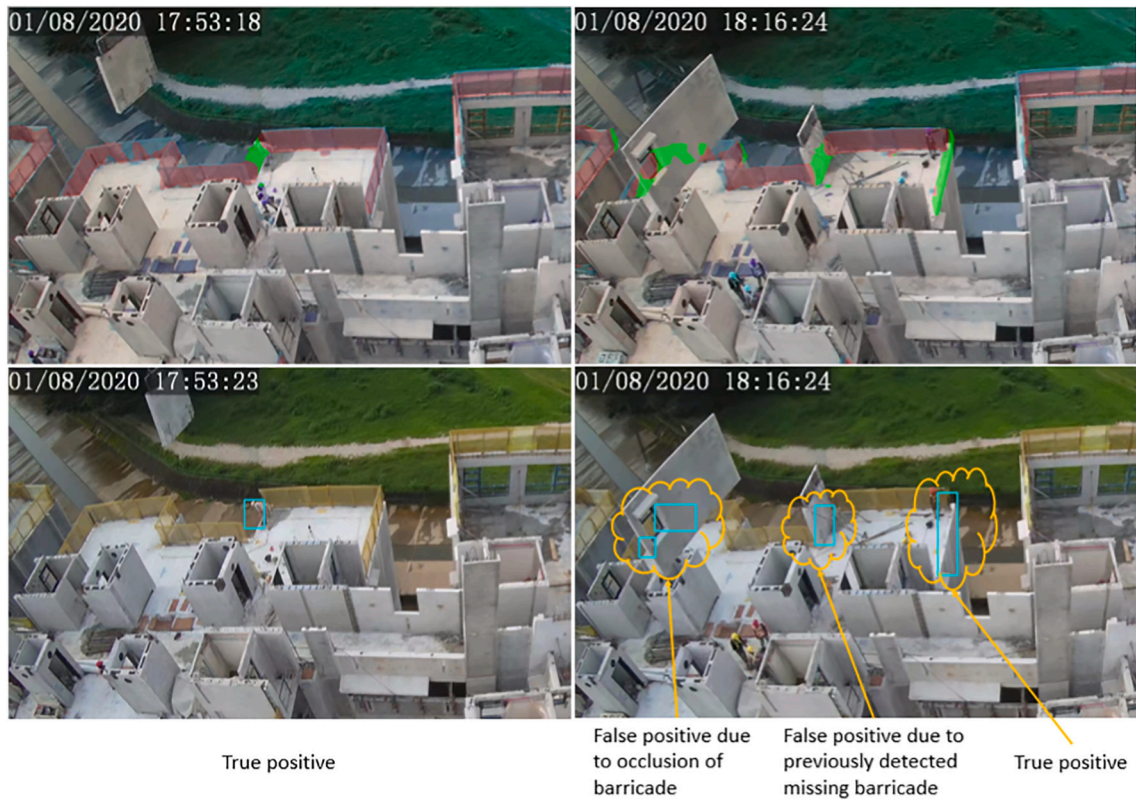 01/08/2020 17:53:18
01/08/2020 18:16:24
01/08/2020 17:53:23
01/08/2020 18:16:24
True positive
False positive due
to occlusion of
barricade
False positive due to
previously detected
missing barricade
True positive